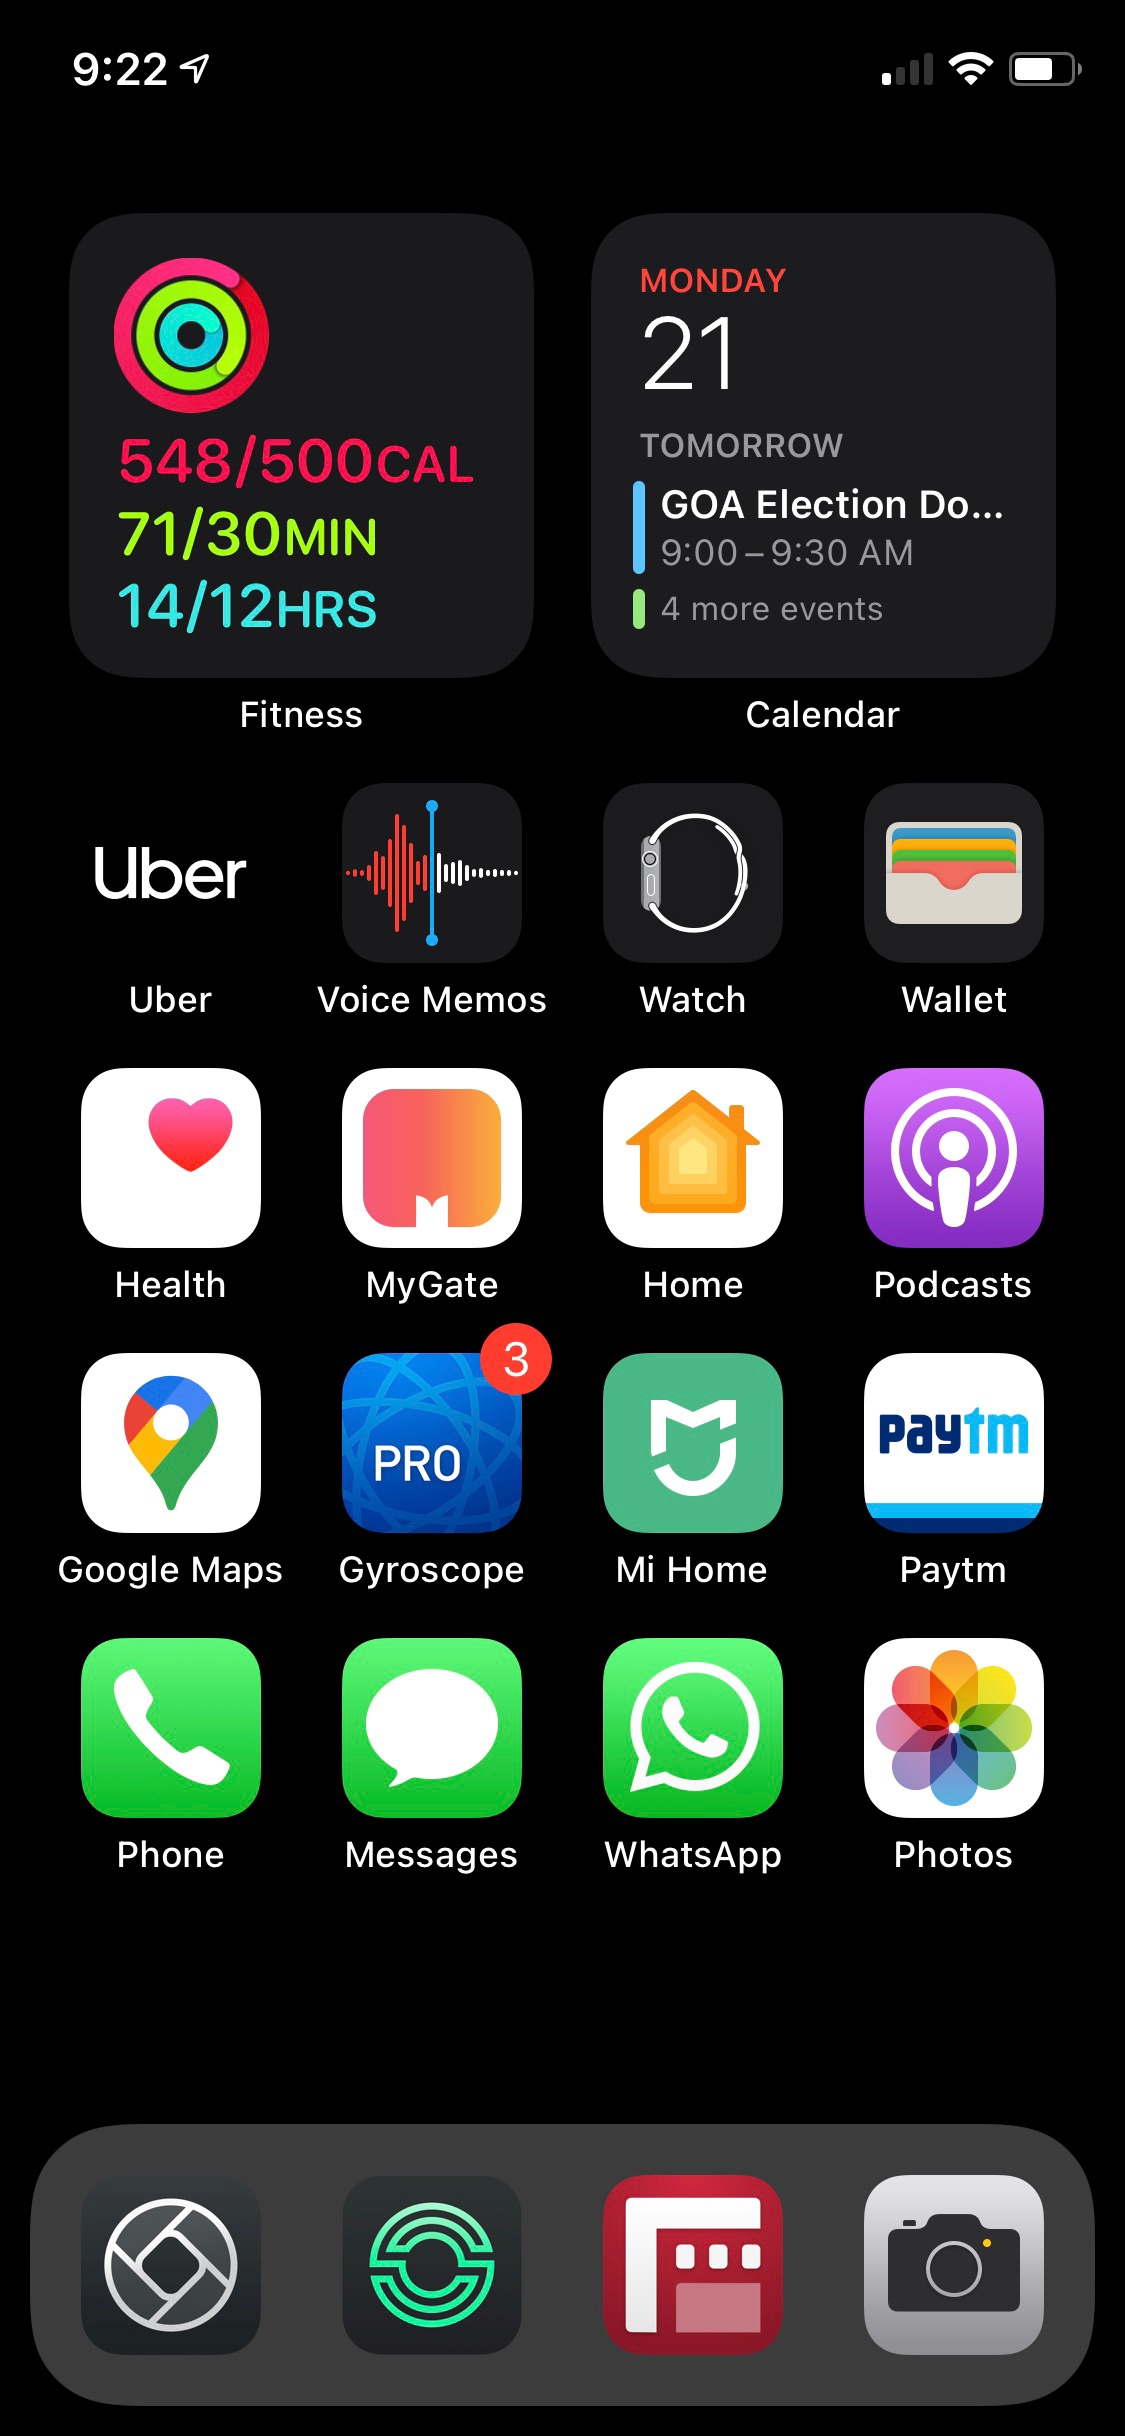 9:22
548/500CAL
71/30MIN
14/12HRS
Fitness
MONDAY
21
TOMORROW
GOA Election Do...
9:00 – 9:30 AM
4 more events
Calendar
Uber
Uber Voice Memos Watch Wallet
Health MyGate Home Podcasts
3
PRO paytm
Google Maps Gyroscope Mi Home Paytm
Phone Messages WhatsApp Photos